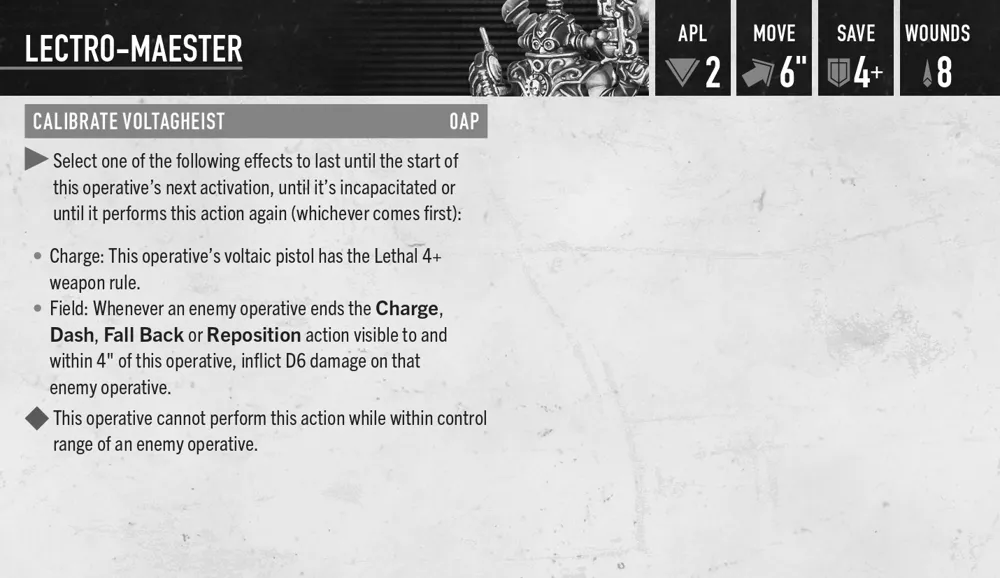 LECTRO-MAESTER
APL MOVE SAVE WOUNDS
2 6" 4+ 8
CALIBRATE VOLTAGHEIST 0AP
Select one of the following effects to last until the start of
this operative’s next activation, until it’s incapacitated or
until it performs this action again (whichever comes first):
• Charge: This operative’s voltaic pistol has the Lethal 4+
weapon rule.
• Field: Whenever an enemy operative ends the Charge,
Dash, Fall Back or Reposition action visible to and
within 4" of this operative, inflict D6 damage on that
enemy operative.
This operative cannot perform this action while within control
range of an enemy operative.